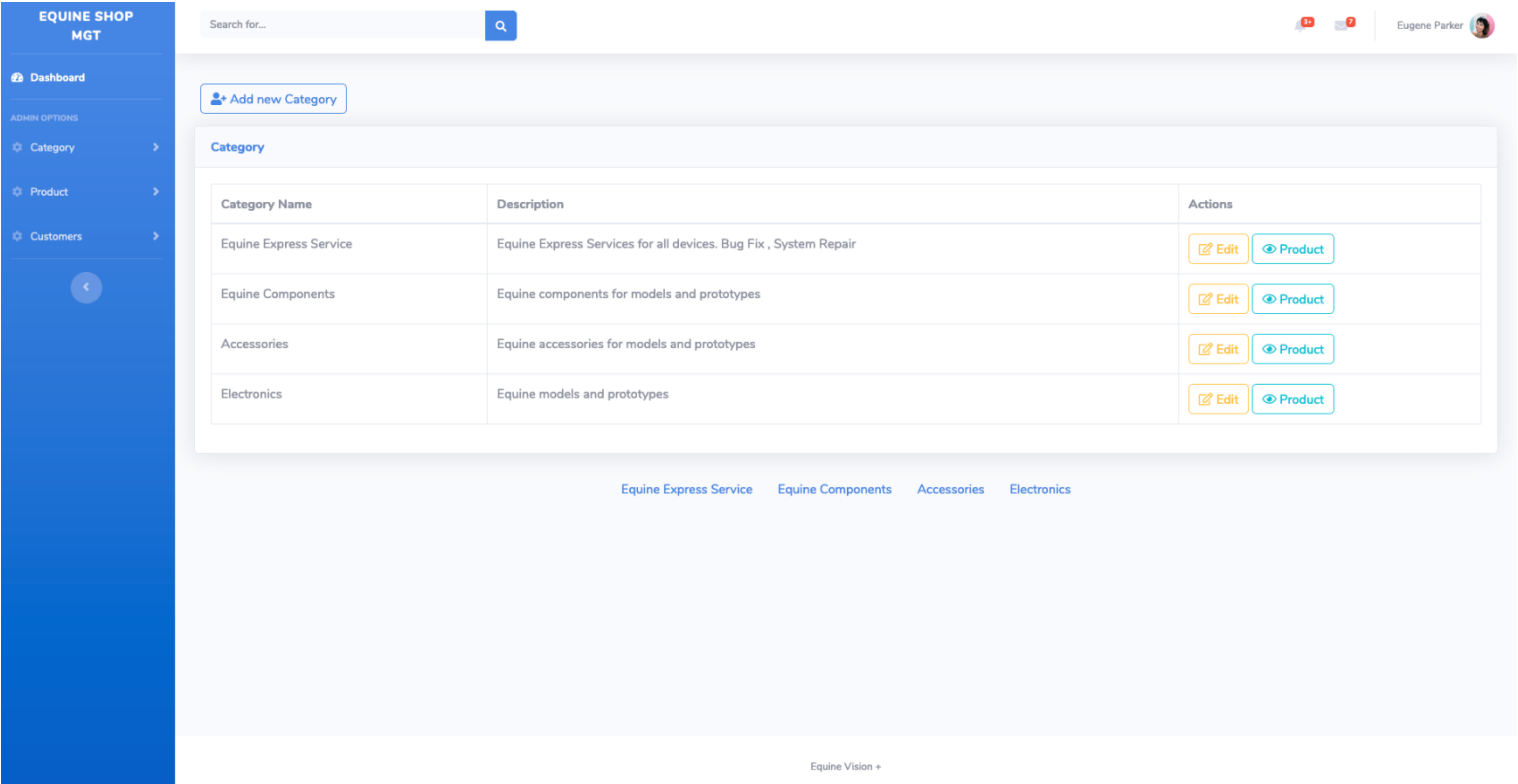 EQUINE SHOP
MGT
Search for...
3+
7
Eugene Parker
Dashboard
Add new Category
ADMIN OPTIONS
Category
Product
Customers
Category
Category Name Description Actions
Equine Express Service Equine Express Services for all devices. Bug Fix , System Repair Edit Product
Equine Components Equine components for models and prototypes Edit Product
Accessories Equine accessories for models and prototypes Edit Product
Electronics Equine models and prototypes Edit Product
Equine Express Service Equine Components Accessories Electronics
Equine Vision +